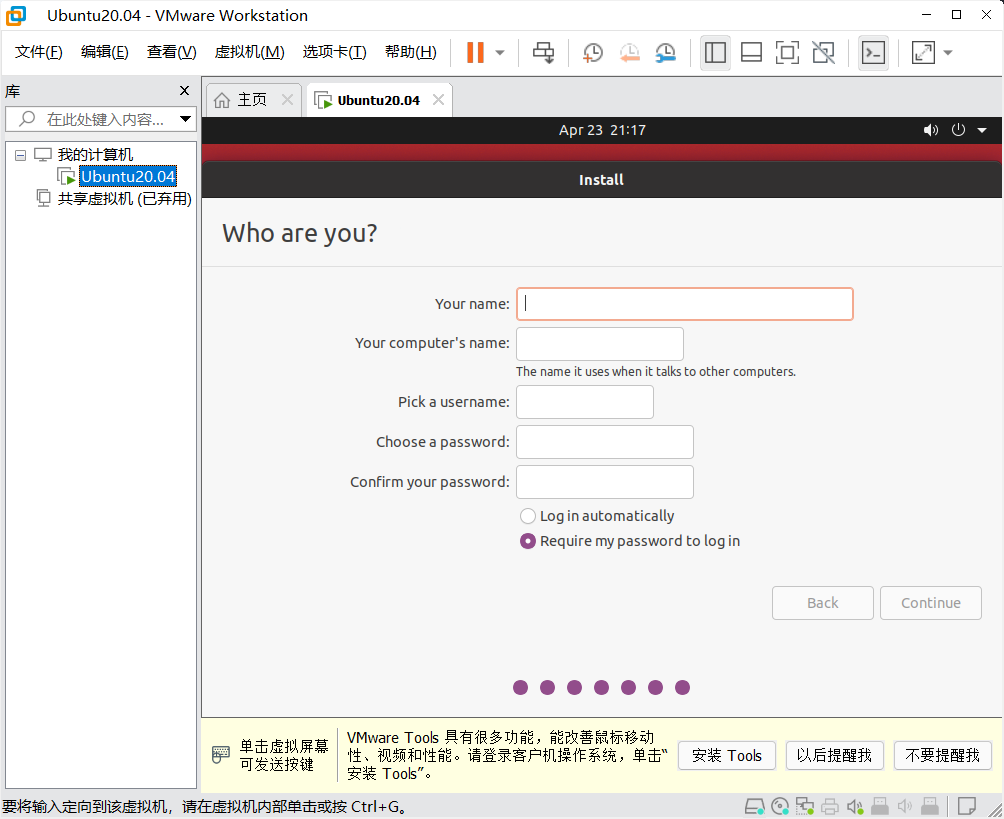 Ubuntu20.04 - VMware Workstation
文件(F) 编辑(E) 查看(V) 虚拟机(M) 选项卡(T) 帮助(H)
库
主页 Ubuntu20.04
在此处键入内容...
Apr 23 21:17
我的计算机
Ubuntu20.04
共享虚拟机 (已弃用)
Install
Who are you?
Your name:
Your computer's name:
The name it uses when it talks to other computers.
Pick a username:
Choose a password:
Confirm your password:
Log in automatically
Require my password to log in
Back Continue
单击虚拟屏幕
可发送按键
VMware Tools 具有很多功能，能改善鼠标移动
性、视频和性能。请登录客户机操作系统，单击“
安装 Tools”。
安装 Tools 以后提醒我 不要提醒我
要将输入定向到该虚拟机，请在虚拟机内部单击或按 Ctrl+G。